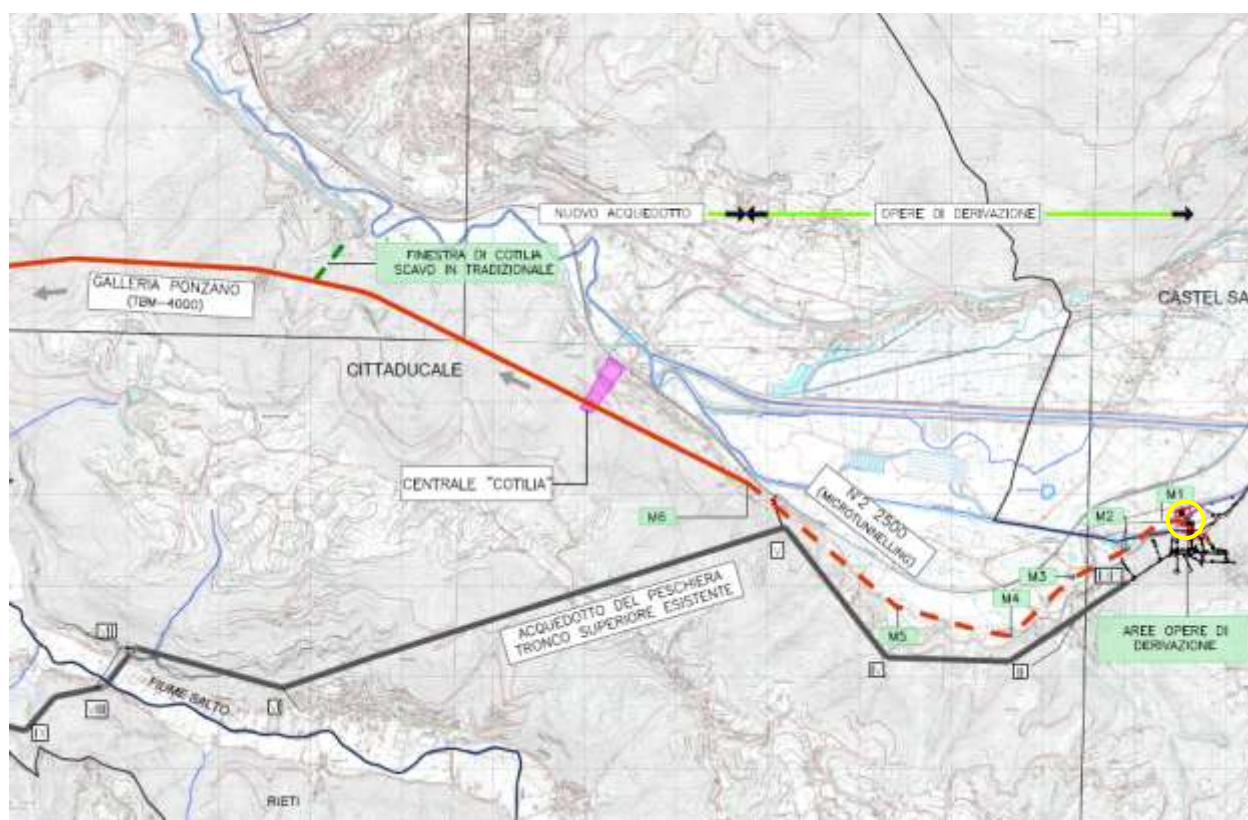 NUOVO ACQUEDOTTO
OPERE DI DERIVAZIONE
FINESTRA DI COTILIA
SCAVO IN TRADIZIONALE
GALLERIA PONZANO
(TBM-4000)
CASTEL SA
CITTADUCALE
CENTRALE "COTILIA"
N°2 2500
(MICROTUNNELLING)
M1
M2
M6
M3
M4
M5
V
ACQUEDOTTO DEL PESCHIERA
TRONCO SUPERIORE ESISTENTE
AREE OPERE DI
DERIVAZIONE
FIUME SALTO
RIETI